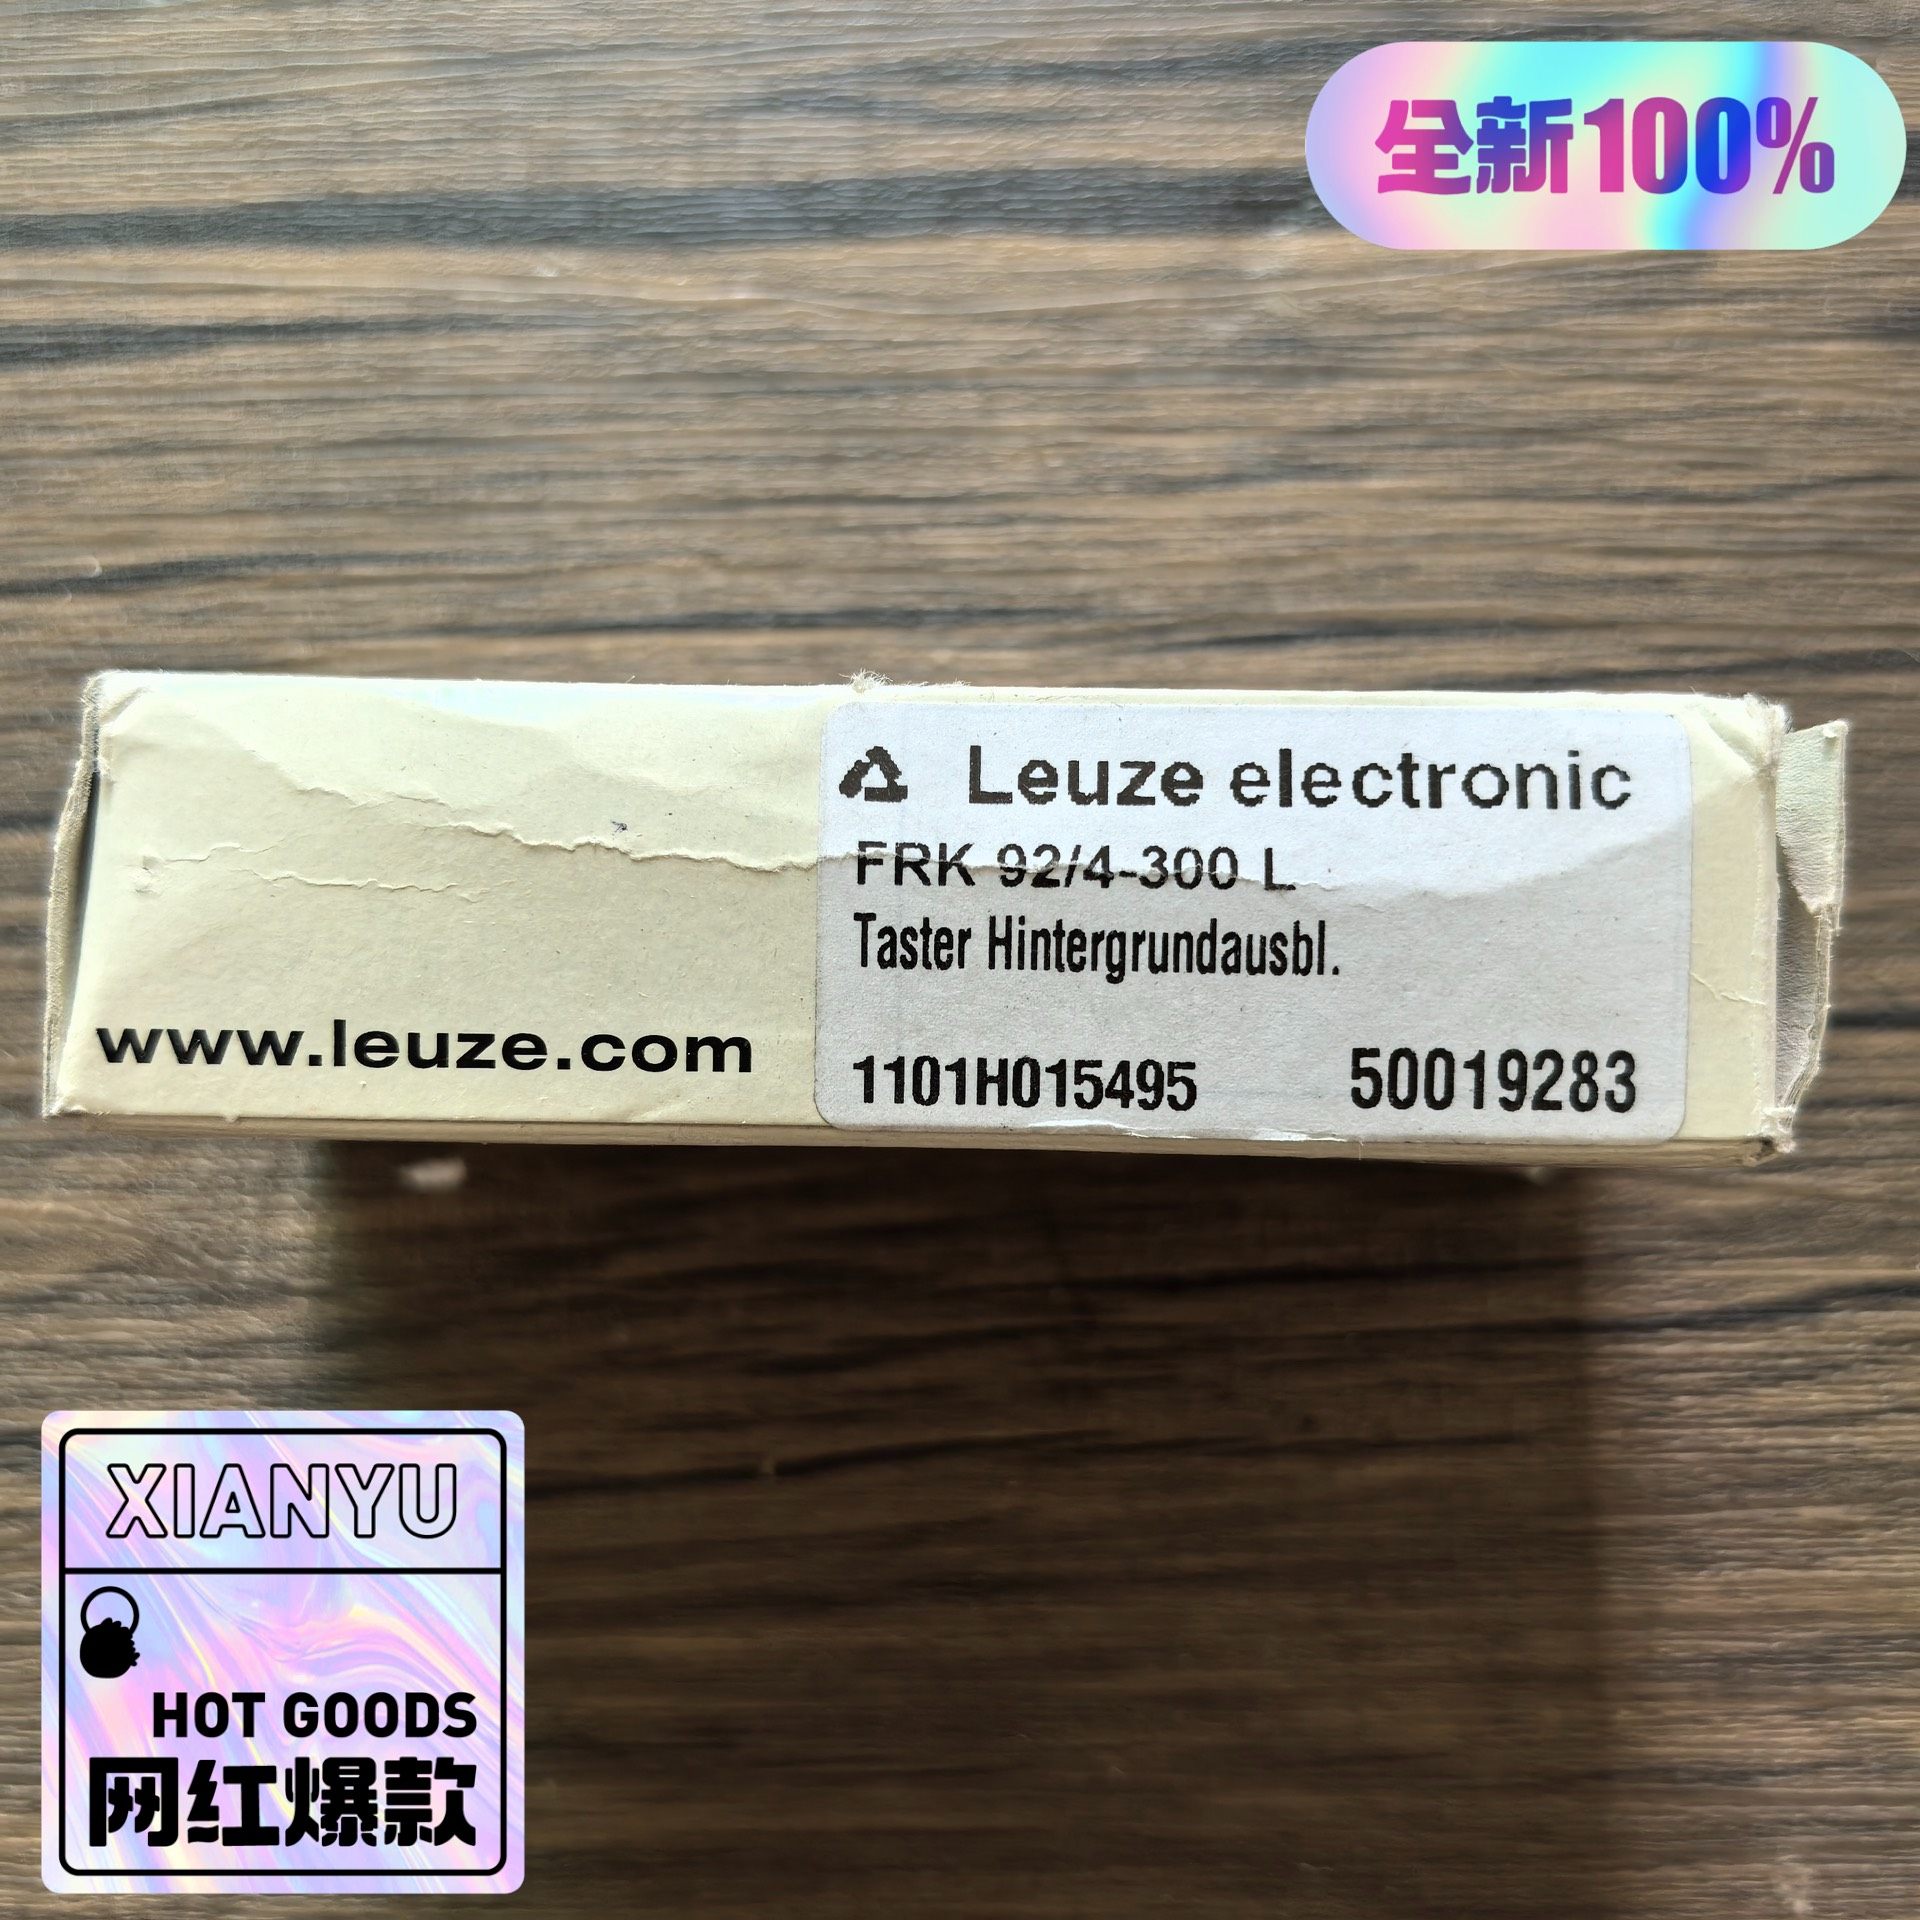 全新100%
Leuze electronic
FRK 92/4-300 L
Taster Hintergrundausbl.
www.leuze.com
1101H015495 50019283
XIANYU
HOT GOODS
网红爆款